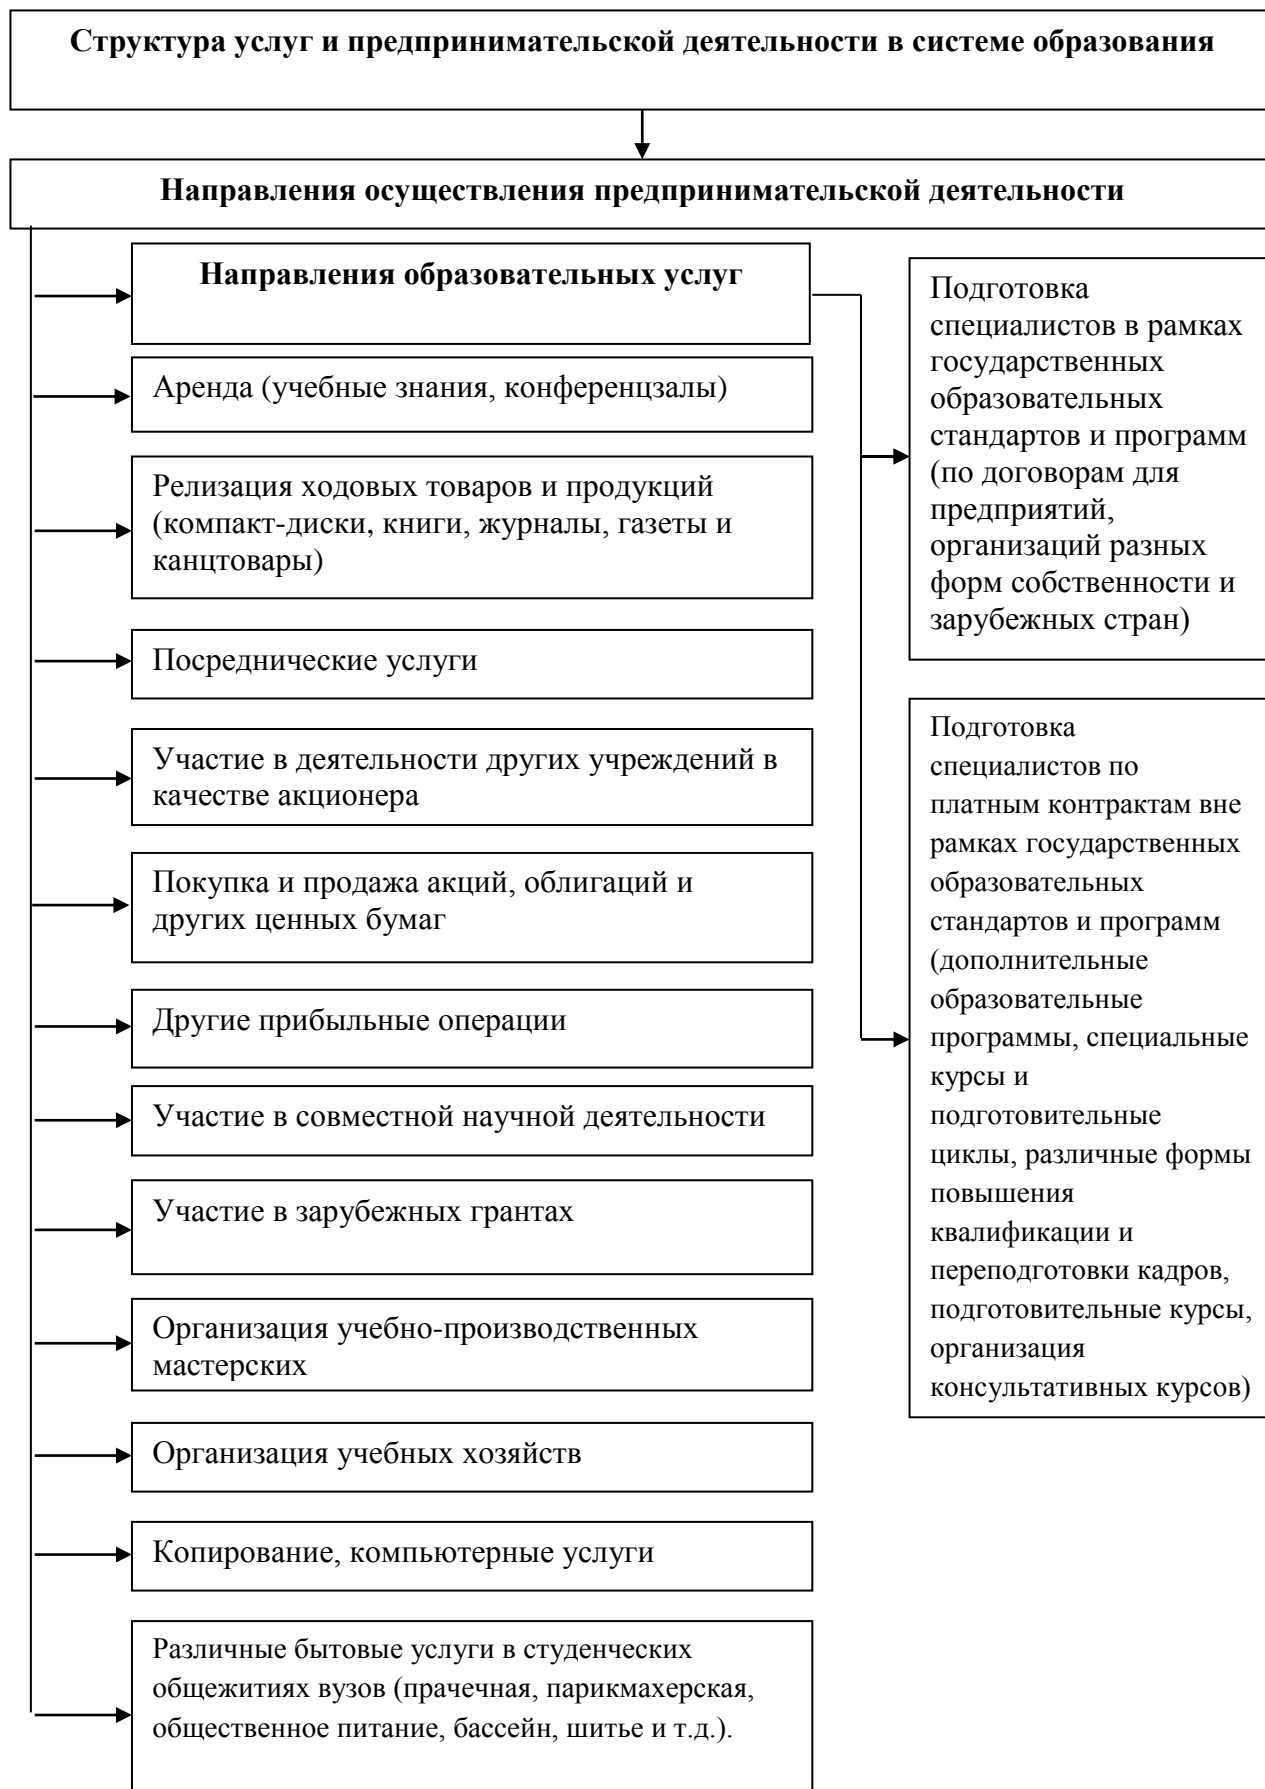 Структура услуг и предпринимательской деятельности в системе образования
Направления осуществления предпринимательской деятельности
Направления образовательных услуг
Аренда (учебные знания, конференцзалы)
Релизация ходовых товаров и продукций
(компакт-диски, книги, журналы, газеты и
канцтовары)
Посреднические услуги
Участие в деятельности других учреждений в
качестве акционера
Покупка и продажа акций, облигаций и
других ценных бумаг
Другие прибыльные операции
Участие в совместной научной деятельности
Участие в зарубежных грантах
Организация учебно-производственных
мастерских
Организация учебных хозяйств
Копирование, компьютерные услуги
Различные бытовые услуги в студенческих
общежитиях вузов (прачечная, парикмахерская,
общественное питание, бассейн, шитье и т.д.).
Подготовка
специалистов в рамках
государственных
образовательных
стандартов и программ
(по договорам для
предприятий,
организаций разных
форм собственности и
зарубежных стран)
Подготовка
специалистов по
платным контрактам вне
рамках государственных
образовательных
стандартов и программ
(дополнительные
образовательные
программы, специальные
курсы и
подготовительные
циклы, различные формы
повышения
квалификации и
переподготовки кадров,
подготовительные курсы,
организация
консультативных курсов)